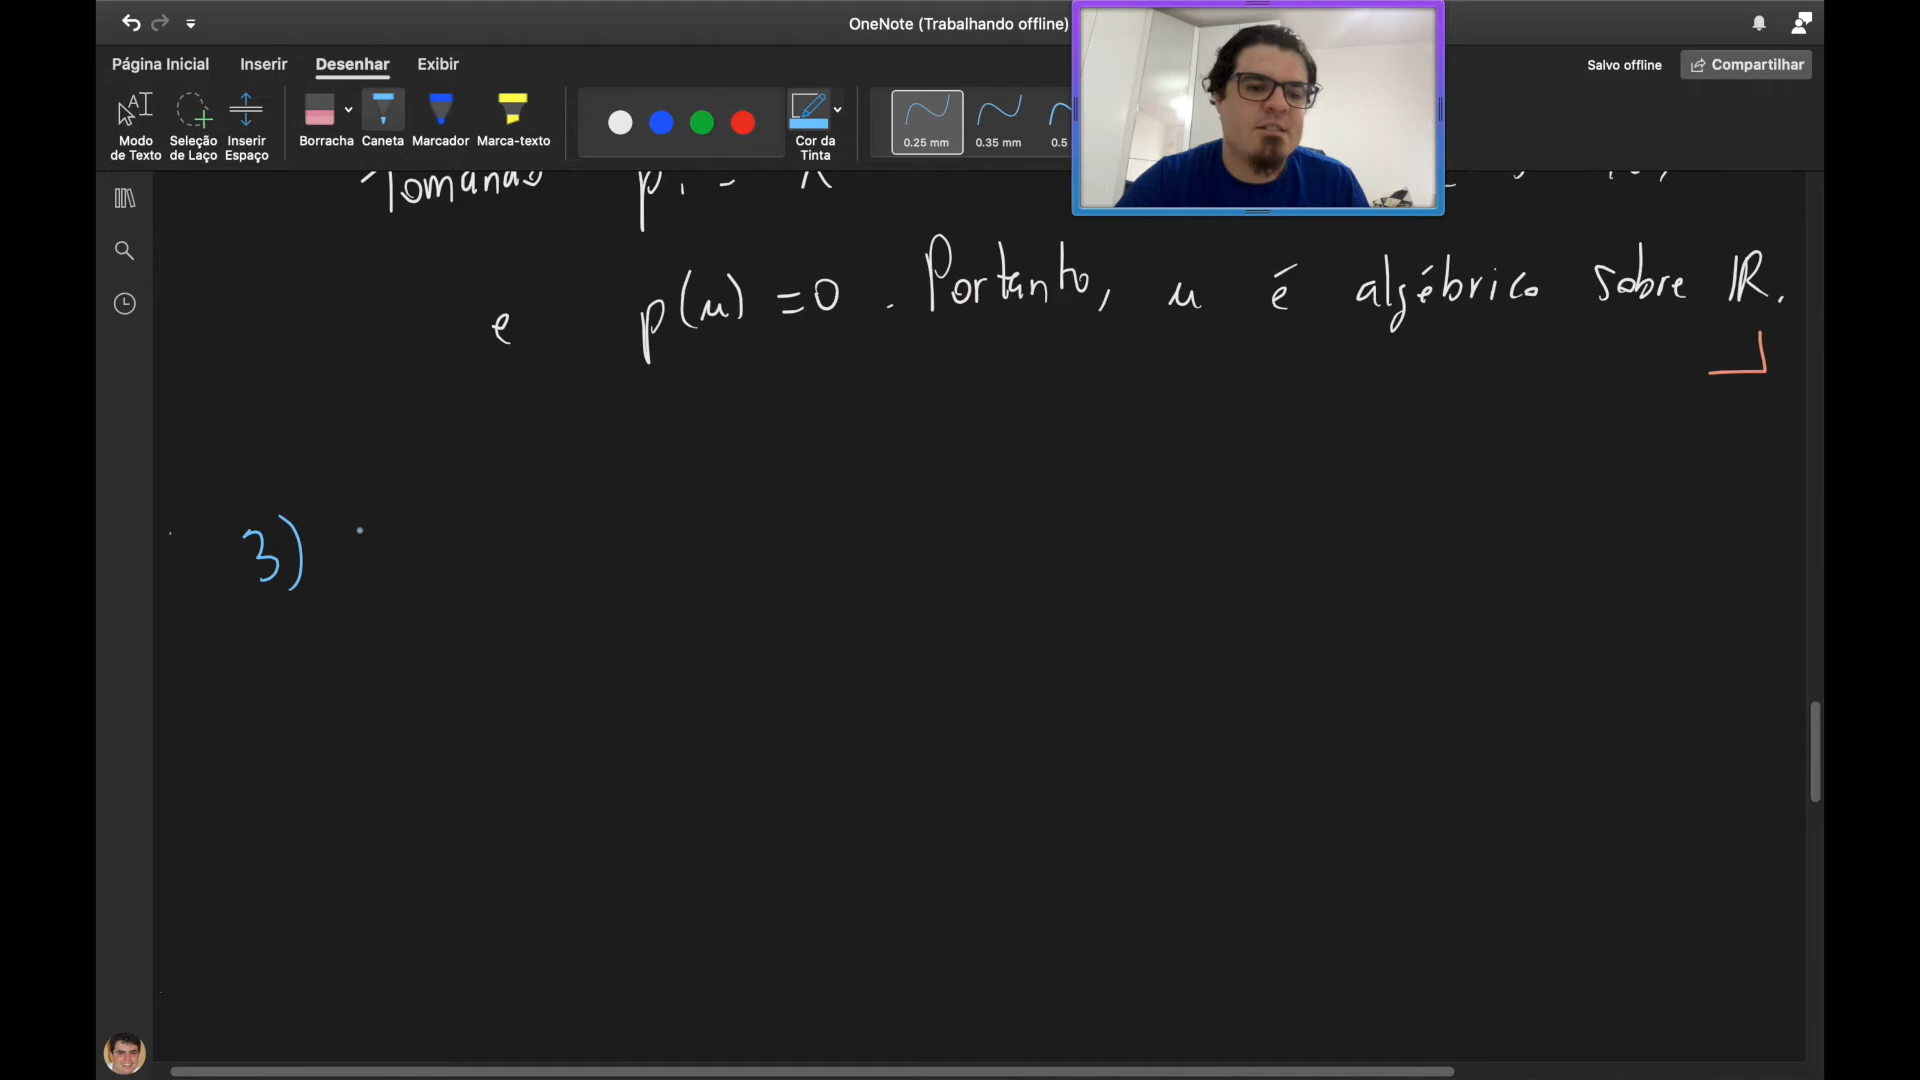 OneNote (Trabalhando offline)
Página Inicial Inserir Desenhar Exibir
Salvo offline Compartilhar
Modo de Texto
Seleção de Laço
Inserir Espaço
Borracha Caneta Marcador Marca-texto
Cor da Tinta
0.25 mm 0.35 mm 0.5
Tomando
e p(u) = 0 . Portanto, u é algébrico sobre ℝ.
3)